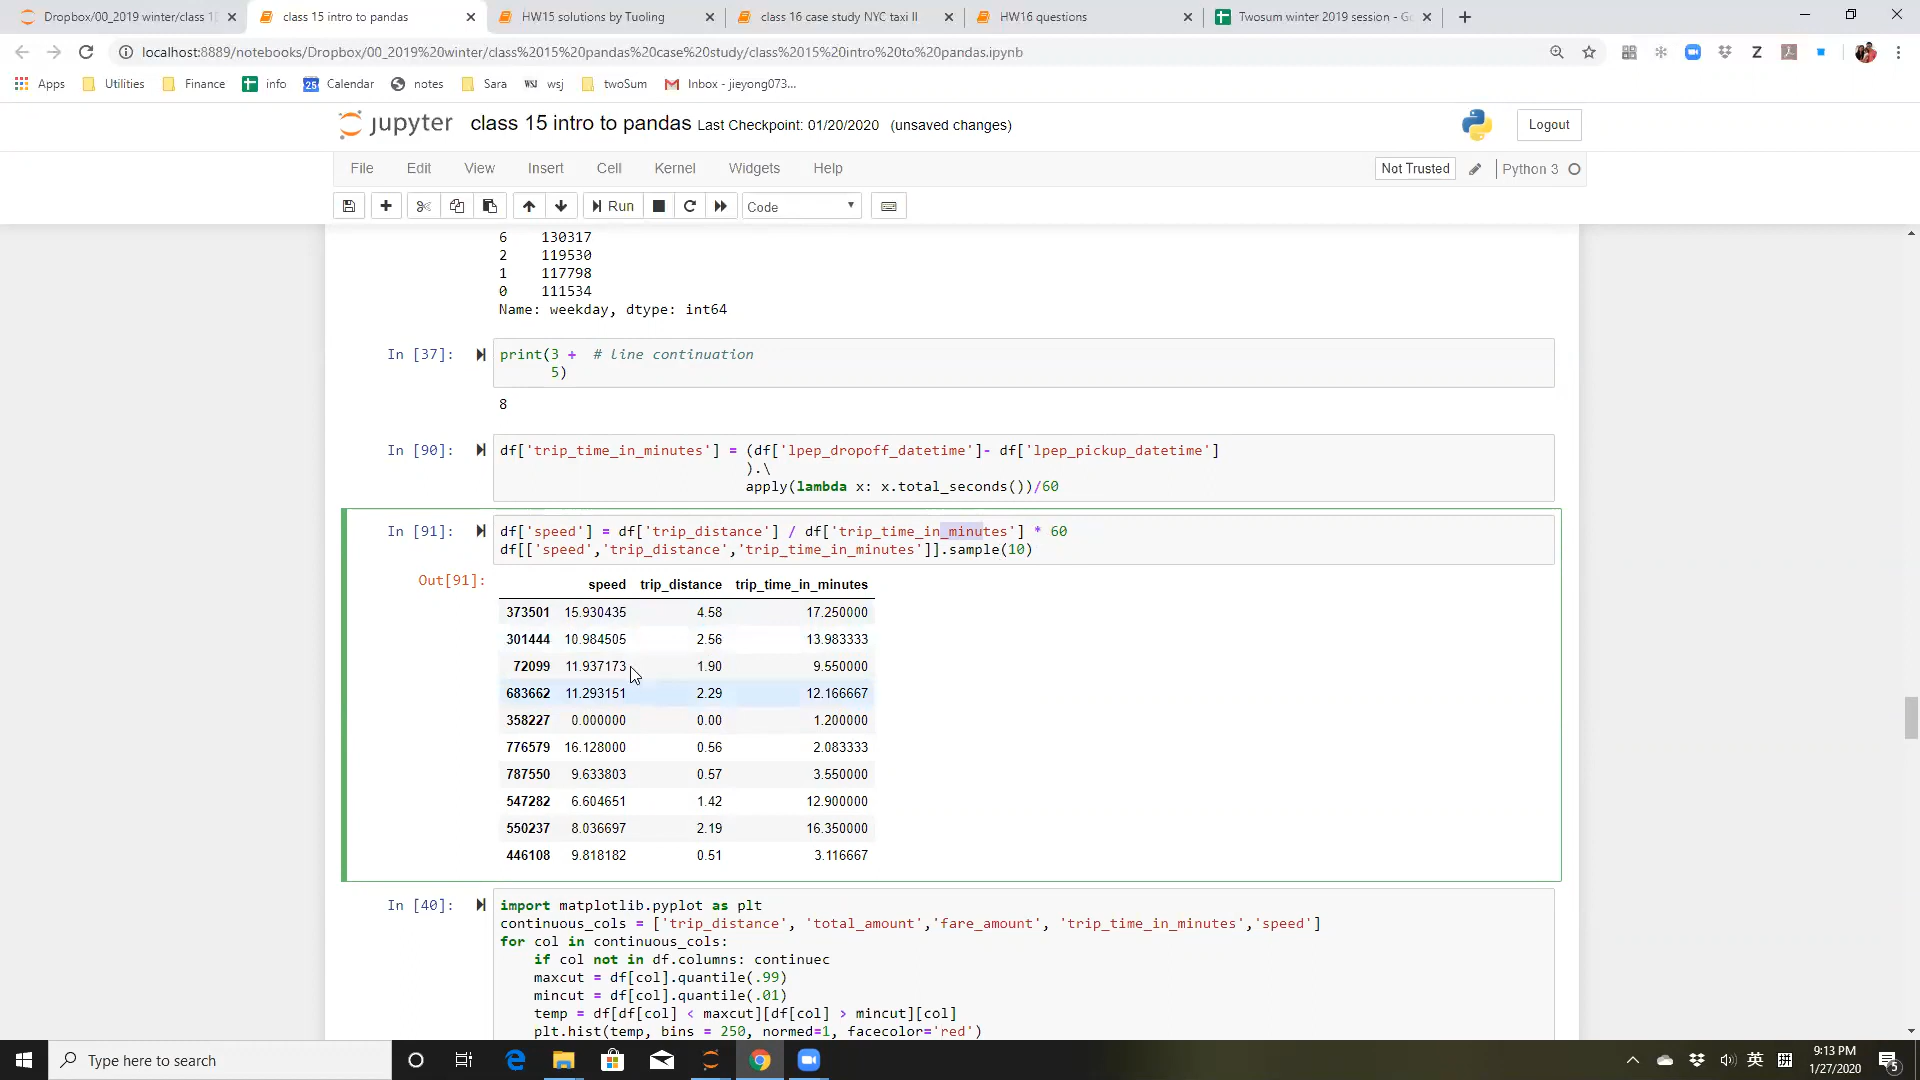 Dropbox/00_2019 winter/class 15
class 15 intro to pandas
HW15 solutions by Tuoling
class 16 case study NYC taxi II
HW16 questions
Twosum winter 2019 session - Go
localhost:8889/notebooks/Dropbox/00_2019%20winter/class%2015%20pandas%20case%20study/class%2015%20intro%20to%20pandas.ipynb
Z
Apps Utilities Finance info Calendar notes Sara WSJ wsj twoSum Inbox - jieyong073...
jupyter class 15 intro to pandas Last Checkpoint: 01/20/2020 (unsaved changes)
Logout
File Edit View Insert Cell Kernel Widgets Help
Not Trusted Python 3
Run Code
6 130317
2 119530
1 117798
0 111534
Name: weekday, dtype: int64
In [37]: print(3 + # line continuation
5)
8
In [90]: df['trip_time_in_minutes'] = (df['lpep_dropoff_datetime']- df['lpep_pickup_datetime']
).\
apply(lambda x: x.total_seconds())/60
In [91]: df['speed'] = df['trip_distance'] / df['trip_time_in_minutes'] * 60
df[['speed','trip_distance','trip_time_in_minutes']].sample(10)
Out[91]:
speed trip_distance trip_time_in_minutes
373501 15.930435 4.58 17.250000
301444 10.984505 2.56 13.983333
72099 11.937173 1.90 9.550000
683662 11.293151 2.29 12.166667
358227 0.000000 0.00 1.200000
776579 16.128000 0.56 2.083333
787550 9.633803 0.57 3.550000
547282 6.604651 1.42 12.900000
550237 8.036697 2.19 16.350000
446108 9.818182 0.51 3.116667
In [40]: import matplotlib.pyplot as plt
continuous_cols = ['trip_distance', 'total_amount','fare_amount', 'trip_time_in_minutes','speed']
for col in continuous_cols:
if col not in df.columns: continuec
maxcut = df[col].quantile(.99)
mincut = df[col].quantile(.01)
temp = df[df[col] < maxcut][df[col] > mincut][col]
plt.hist(temp, bins = 250, normed=1, facecolor='red')
Type here to search
英 拼
9:13 PM
1/27/2020
5